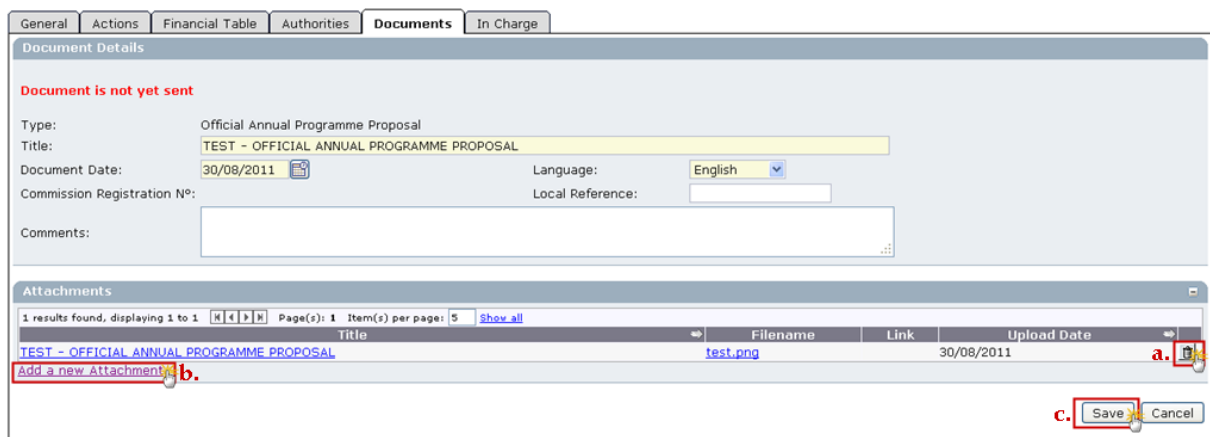 General Actions Financial Table Authorities Documents In Charge
Document Details
Document is not yet sent
Type: Official Annual Programme Proposal
Title: TEST - OFFICIAL ANNUAL PROGRAMME PROPOSAL
Document Date: 30/08/2011 Language: English
Commission Registration Nº: Local Reference:
Comments:
Attachments
1 results found, displaying 1 to 1 Page(s): 1 Item(s) per page: 5 Show all
Title Filename Link Upload Date
TEST - OFFICIAL ANNUAL PROGRAMME PROPOSAL test.png 30/08/2011 a.
Add a new Attachment b.
c. Save Cancel